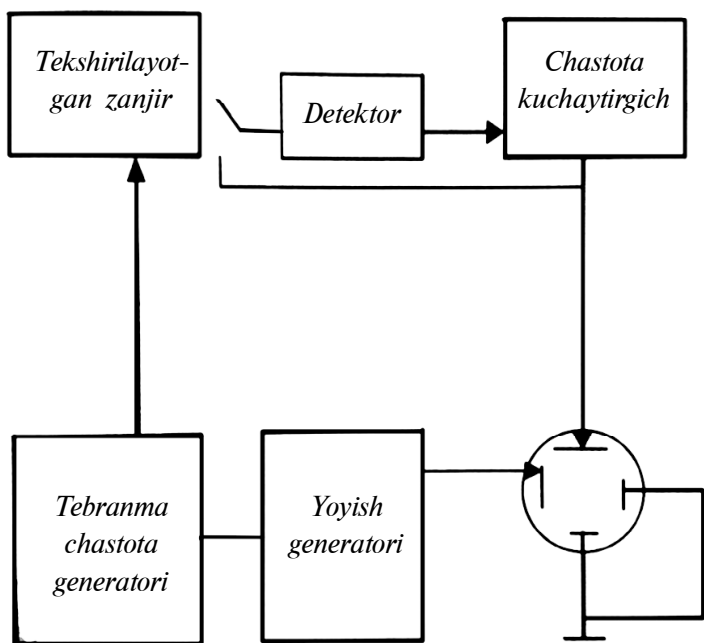 Tekshirilayot-
gan zanjir
Detektor
Chastota
kuchaytirgich
Tebranma
chastota
generatori
Yoyish
generatori